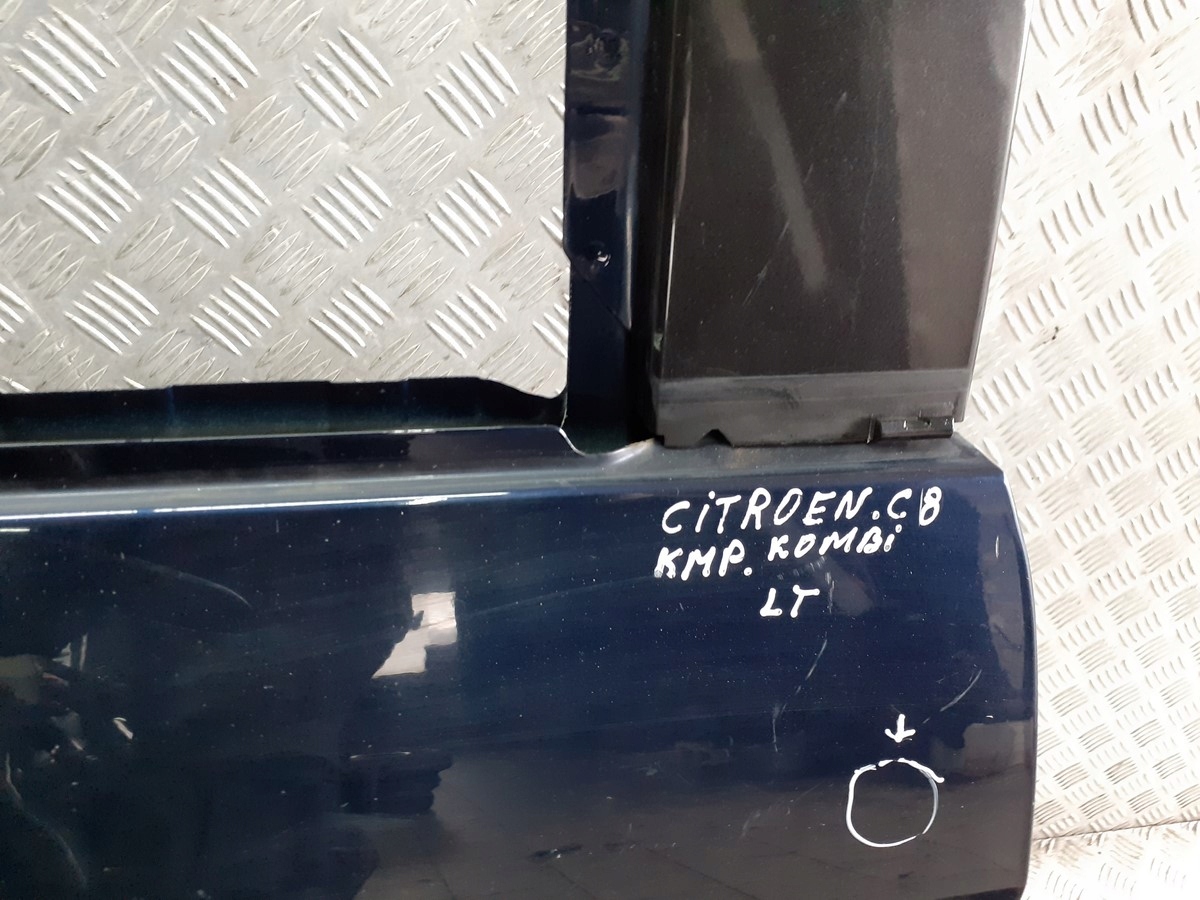 CiTROEN.C8
KMP. KOMBi
LT